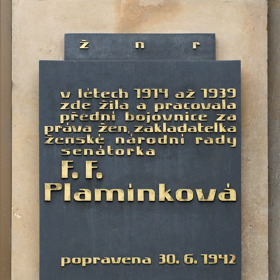 ž n r
v létech 1914 až 1939
zde žila a pracovala
přední bojovnice za
práva žen, zakladatelka
ženské národní rady
senátorka
F. F.
Plamínková
popravena 30. 6. 1942